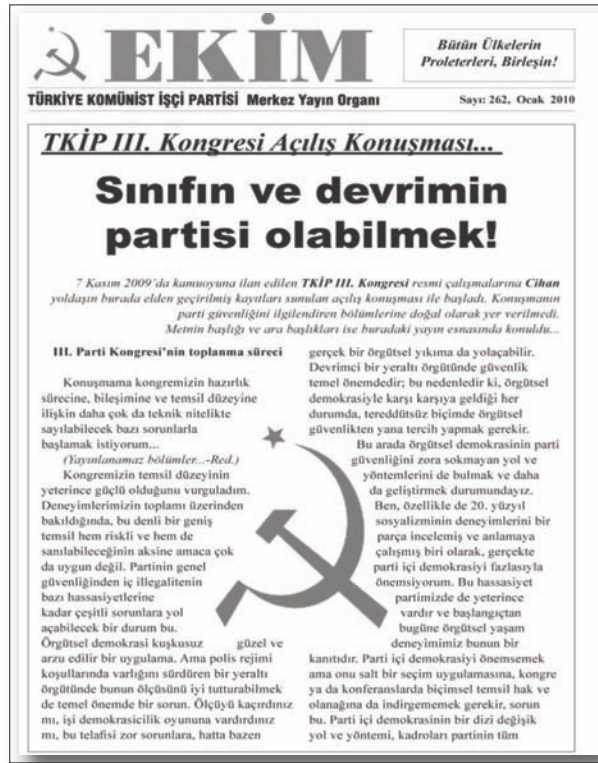 EKİM
Bütün Ülkelerin
Proleterleri, Birleşin!
TÜRKİYE KOMÜNİST İŞÇİ PARTİSİ Merkez Yayın Organı
Sayı: 262, Ocak 2010
TKİP III. Kongresi Açılış Konuşması...
Sınıfın ve devrimin
partisi olabilmek!
7 Kasım 2009'da kamuoyuna ilan edilen TKİP III. Kongresi resmi çalışmalarına Cihan
yoldaşın burada elden geçirilmiş kayıtları sunulan açılış konuşması ile başladı. Konuşmanın
parti güvenliğini ilgilendiren bölümlerine doğal olarak yer verilmedi.
Metnin başlığı ve ara başlıkları ise buradaki yayın esnasında konuldu...
III. Parti Kongresi'nin toplanma süreci
Konuşmama kongremizin hazırlık
sürecine, bileşimine ve temsil düzeyine
ilişkin daha çok da teknik nitelikte
sayılabilecek bazı sorunlarla
başlamak istiyorum...
(Yayınlanamaz bölümler...-Red.)
Kongremizin temsil düzeyinin
yeterince güçlü olduğunu vurguladım.
Deneyimlerimizin toplamı üzerinden
bakıldığında, bu denli bir geniş
temsil hem riskli ve hem de
sanılabileceğinin aksine amaca çok
da uygun değil. Partinin genel
güvenliğinden iç illegalitenin
bazı hassasiyetlerine
kadar çeşitli sorunlara yol
açabilecek bir durum bu.
Örgütsel demokrasi kuşkusuz güzel ve
arzu edilir bir uygulama. Ama polis rejimi
koşullarında varlığını sürdüren bir yeraltı
örgütünde bunun ölçüsünü iyi tutturabilmek
de temel önemde bir sorun. Ölçüyü kaçırdınız
mı, işi demokrasicilik oyununa vardırdınız
mı, bu telafisi zor sorunlara, hatta bazen
gerçek bir örgütsel yıkıma da yolaçabilir.
Devrimci bir yeraltı örgütünde güvenlik
temel önemdedir; bu nedenledir ki, örgütsel
demokrasiyle karşı karşıya geldiği her
durumda, tereddütsüz biçimde örgütsel
güvenlikten yana tercih yapmak gerekir.
Bu arada örgütsel demokrasinin parti
güvenliğini zora sokmayan yol ve
yöntemlerini de bulmak ve daha
da geliştirmek durumundayız.
Ben, özellikle de 20. yüzyıl
sosyalizminin deneyimlerini bir
parça incelemiş ve anlamaya
çalışmış biri olarak, gerçekte
parti içi demokrasiyi fazlasıyla
önemsiyorum. Bu hassasiyet
partimizde de yeterince
vardır ve başlangıçtan
bugüne örgütsel yaşam
deneyimimiz bunun bir
kanıtıdır. Parti içi demokrasiyi önemsemek
ama onu salt bir seçim uygulamasına, kongre
ya da konferanslarda biçimsel temsil hak ve
olanağına da indirgememek gerekir, sorun
bu. Parti içi demokrasinin bir dizi değişik
yol ve yöntemi, kadroları partinin tüm